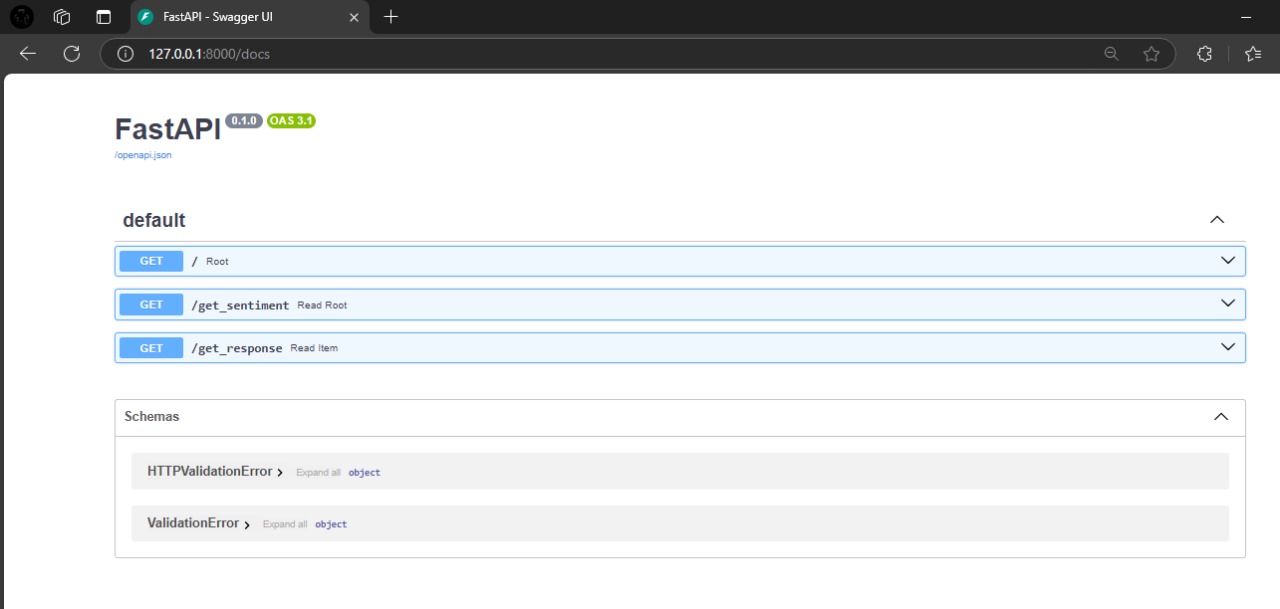 FastAPI - Swagger UI
127.0.0.1:8000/docs
FastAPI 0.1.0 OAS 3.1
/openapi.json
default
GET / Root
GET /get_sentiment Read Root
GET /get_response Read Item
Schemas
HTTPValidationError Expand all object
ValidationError Expand all object